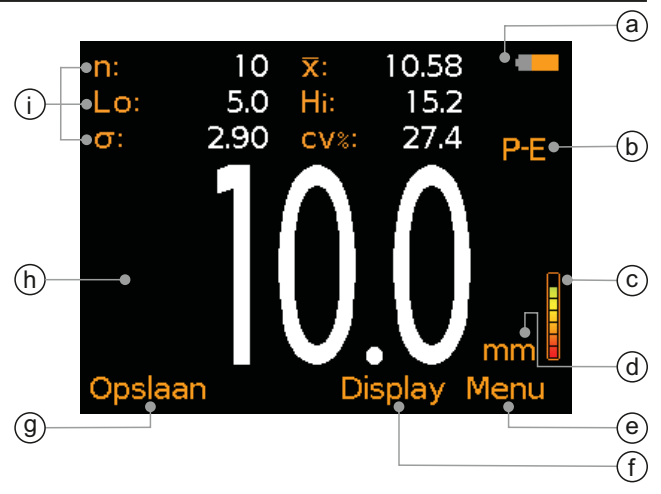 a
n: 10 x̅: 10.58
i Lo: 5.0 Hi: 15.2
σ: 2.90 cv%: 27.4
P-E b
10.0
h c
mm
d
Opslaan Display Menu
g e
f